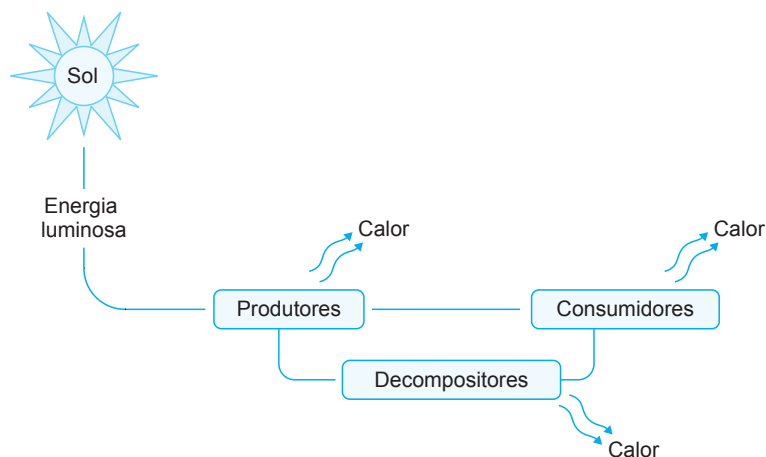 Sol
Energia
luminosa
Calor
Calor
Produtores
Consumidores
Decompositores
Calor